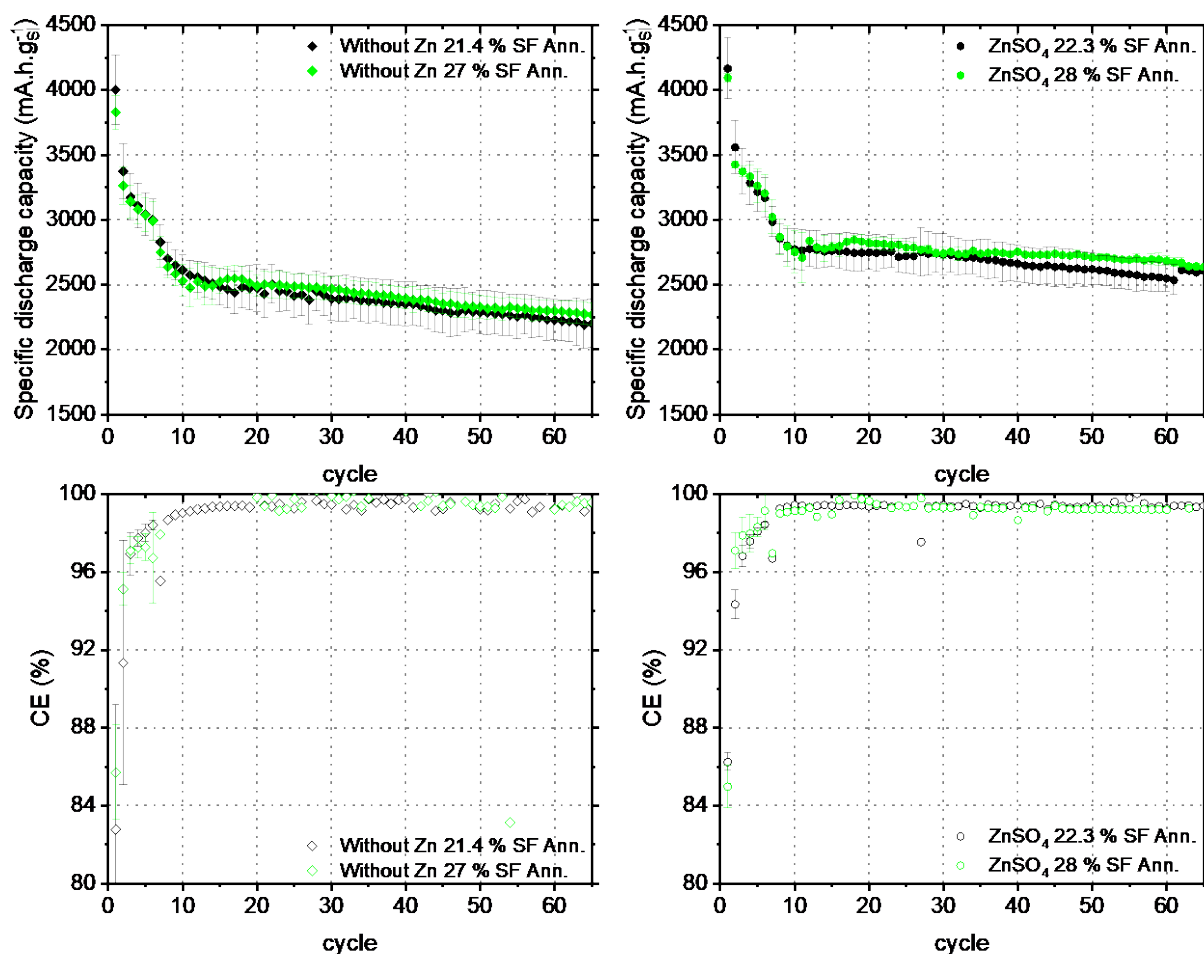 4500
4000
3500
3000
2500
2000
1500
Specific discharge capacity (mA.h.g-1Si)
Without Zn 21.4 % SF Ann.
Without Zn 27 % SF Ann.
0 10 20 30 40 50 60
cycle
4500
4000
3500
3000
2500
2000
1500
Specific discharge capacity (mA.h.g-1Si)
ZnSO4 22.3 % SF Ann.
ZnSO4 28 % SF Ann.
0 10 20 30 40 50 60
cycle
100
96
92
88
84
80
CE (%)
Without Zn 21.4 % SF Ann.
Without Zn 27 % SF Ann.
0 10 20 30 40 50 60
cycle
100
96
92
88
84
80
CE (%)
ZnSO4 22.3 % SF Ann.
ZnSO4 28 % SF Ann.
0 10 20 30 40 50 60
cycle